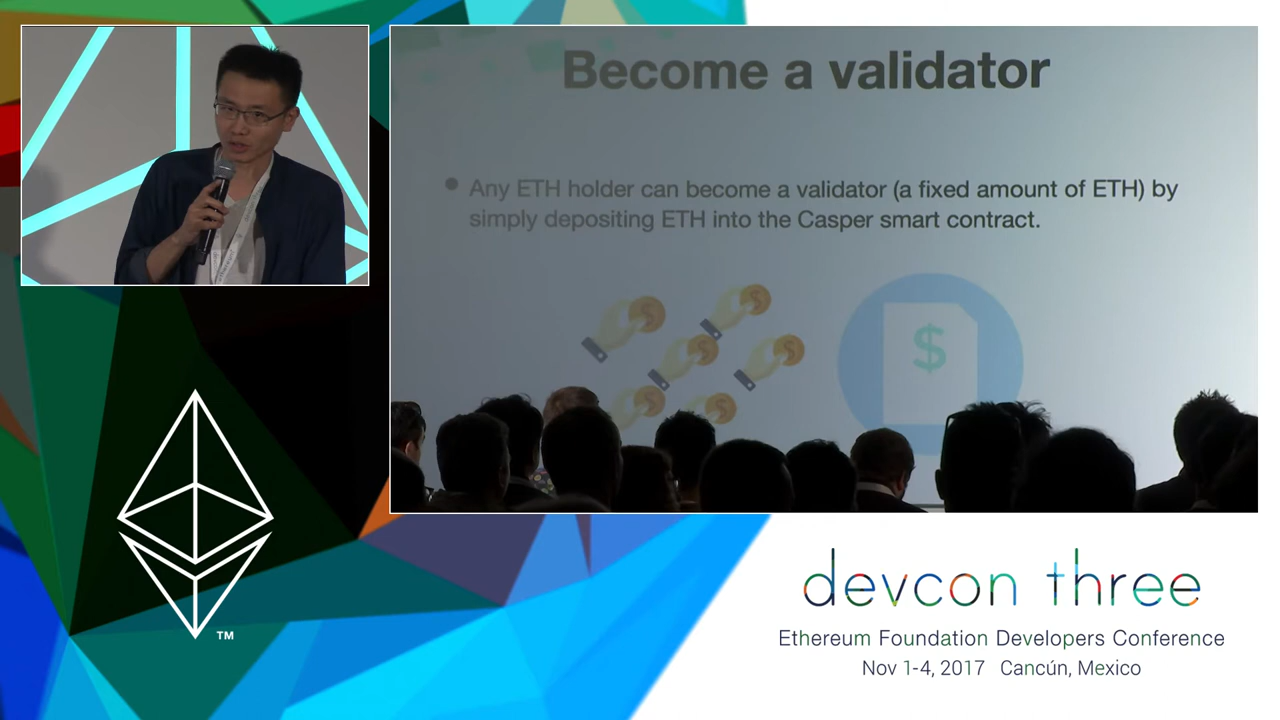 Become a validator
• Any ETH holder can become a validator (a fixed amount of ETH) by
simply depositing ETH into the Casper smart contract.
$
TM
devcon three
Ethereum Foundation Developers Conference
Nov 1-4, 2017 Cancún, Mexico